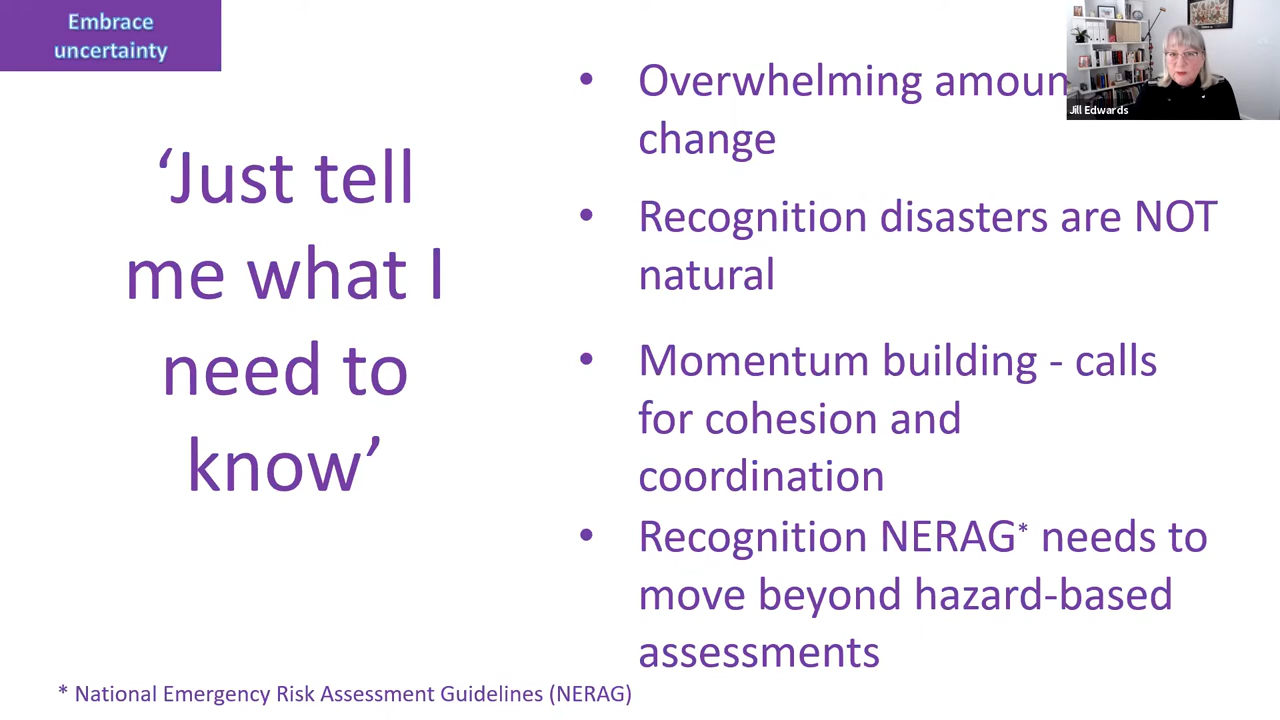 Embrace
uncertainty
‘Just tell
me what I
need to
know’
• Overwhelming
change
• Recognition disasters are NOT
natural
• Momentum building - calls
for cohesion and
coordination
• Recognition NERAG* needs to
move beyond hazard-based
assessments
* National Emergency Risk Assessment Guidelines (NERAG)
Jill Edwards